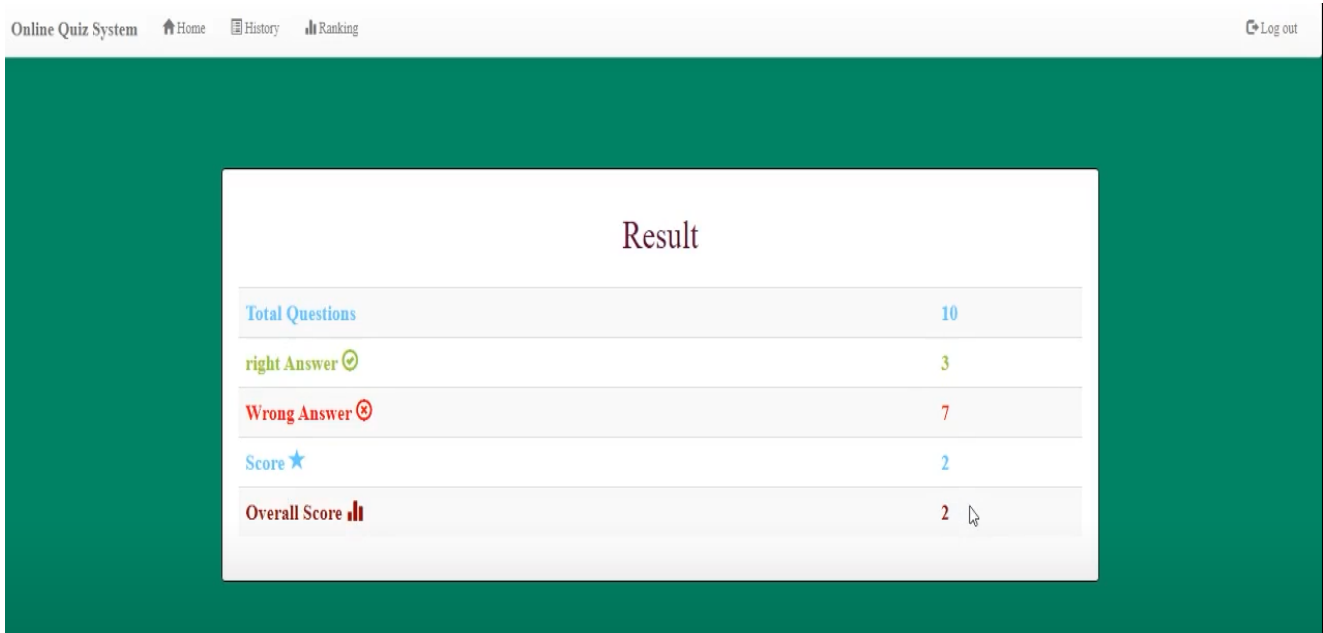 Online Quiz System Home History Ranking Log out
Result
Total Questions 10
right Answer 3
Wrong Answer 7
Score 2
Overall Score 2